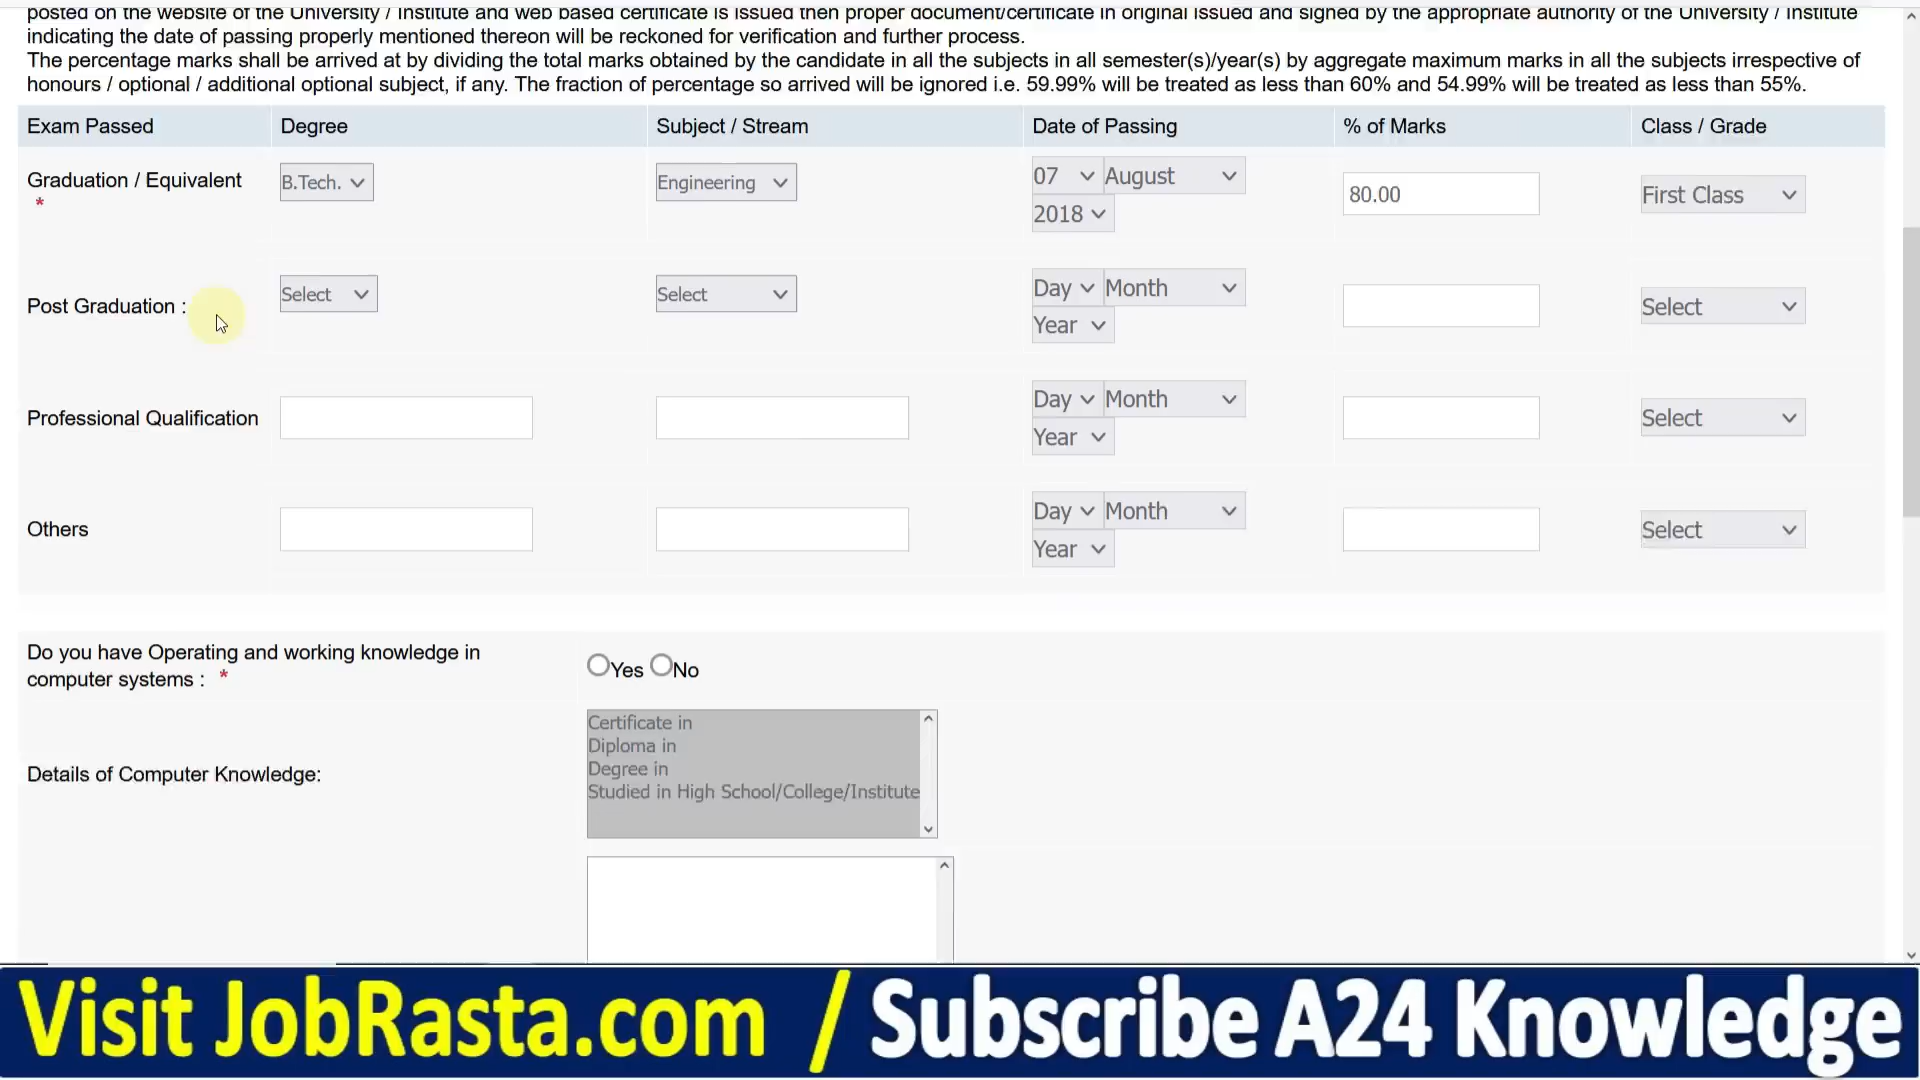 posted on the website of the University / Institute and web based certificate is issued then proper document/certificate in original issued and signed by the appropriate authority of the University / Institute
indicating the date of passing properly mentioned thereon will be reckoned for verification and further process.
The percentage marks shall be arrived at by dividing the total marks obtained by the candidate in all the subjects in all semester(s)/year(s) by aggregate maximum marks in all the subjects irrespective of
honours / optional / additional optional subject, if any. The fraction of percentage so arrived will be ignored i.e. 59.99% will be treated as less than 60% and 54.99% will be treated as less than 55%.
Exam Passed Degree Subject / Stream Date of Passing % of Marks Class / Grade
Graduation / Equivalent * B.Tech. Engineering 07 August 80.00 First Class
2018
Post Graduation : Select Select Day Month Select
Year
Professional Qualification Day Month Select
Year
Others Day Month Select
Year
Do you have Operating and working knowledge in
computer systems : * Yes No
Certificate in
Diploma in
Degree in
Studied in High School/College/Institute
Details of Computer Knowledge:
Visit JobRasta.com / Subscribe A24 Knowledge